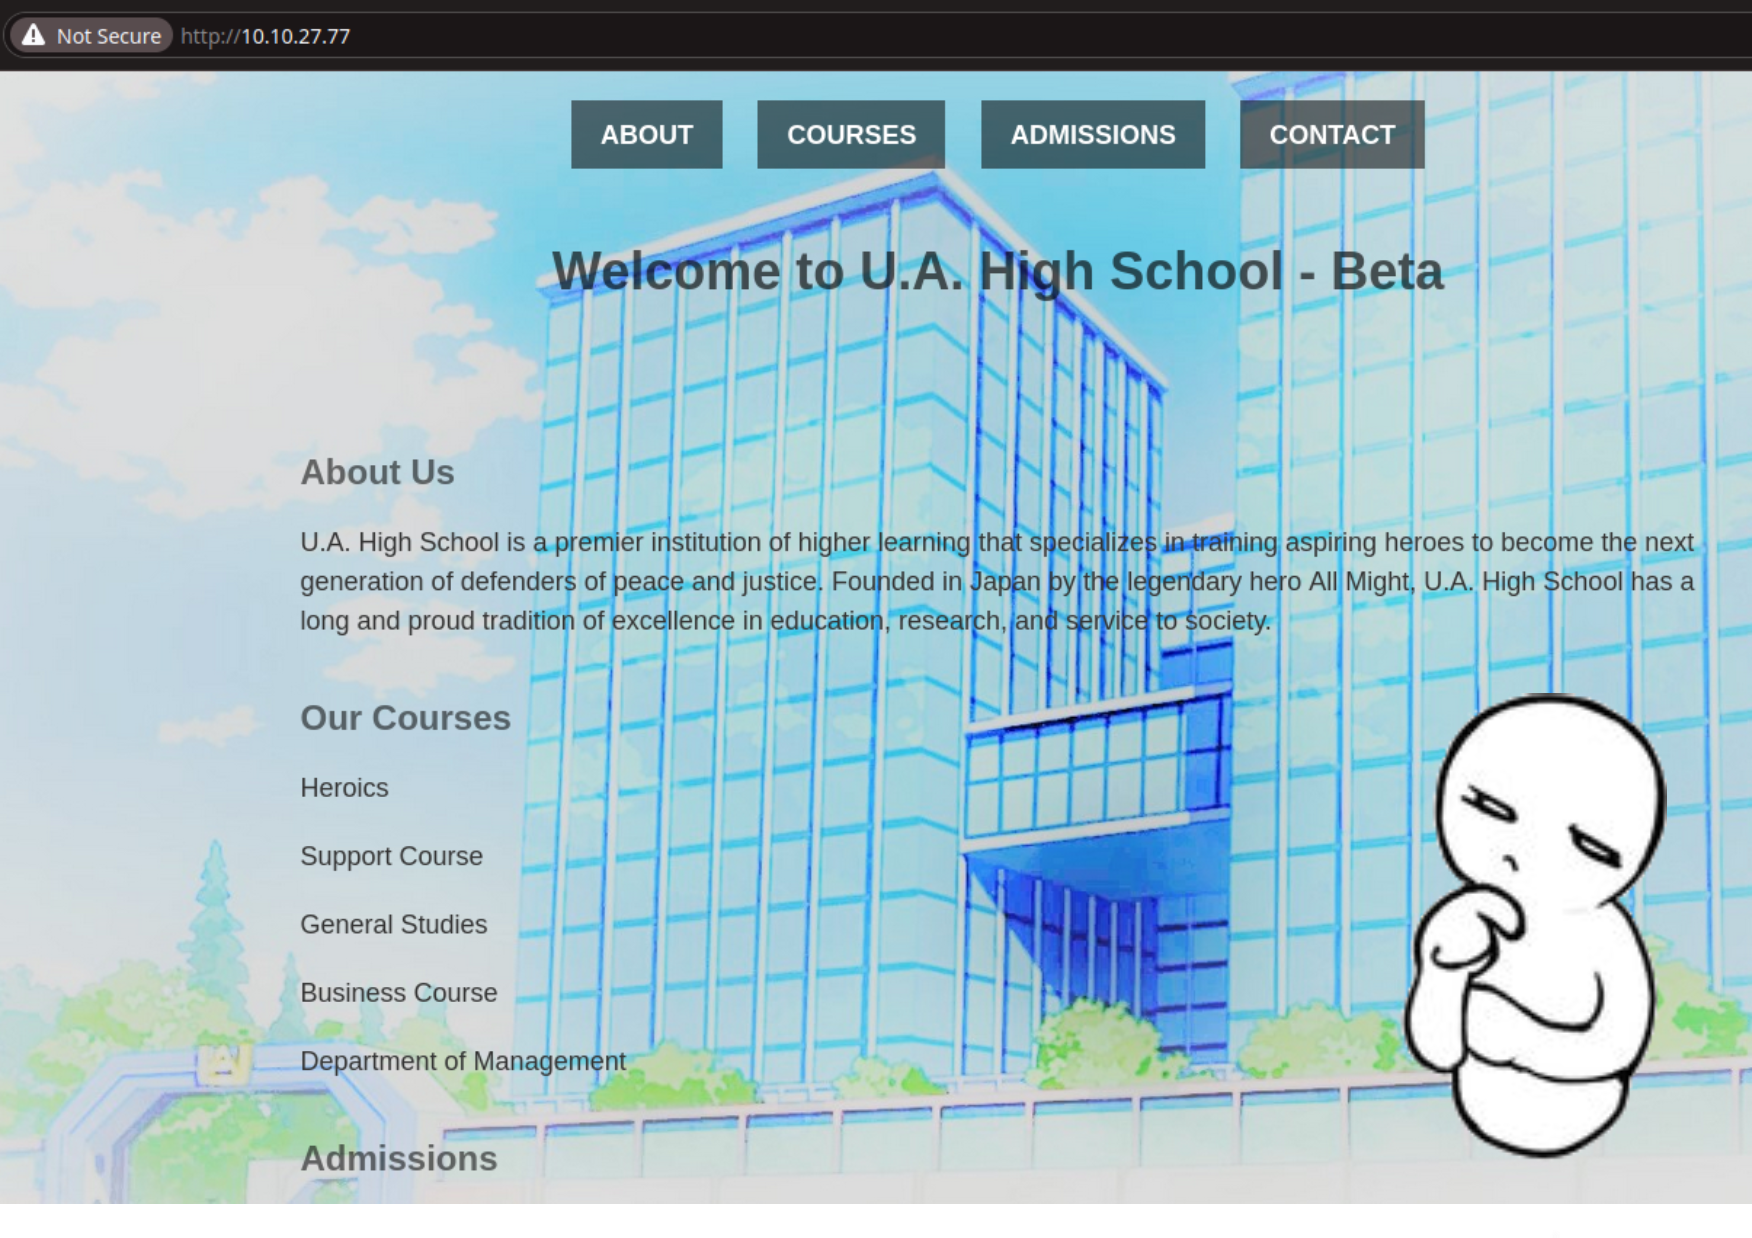 Not Secure http://10.10.27.77
ABOUT COURSES ADMISSIONS CONTACT
Welcome to U.A. High School - Beta
About Us
U.A. High School is a premier institution of higher learning that specializes in training aspiring heroes to become the next
generation of defenders of peace and justice. Founded in Japan by the legendary hero All Might, U.A. High School has a
long and proud tradition of excellence in education, research, and service to society.
Our Courses
Heroics
Support Course
General Studies
Business Course
Department of Management
Admissions